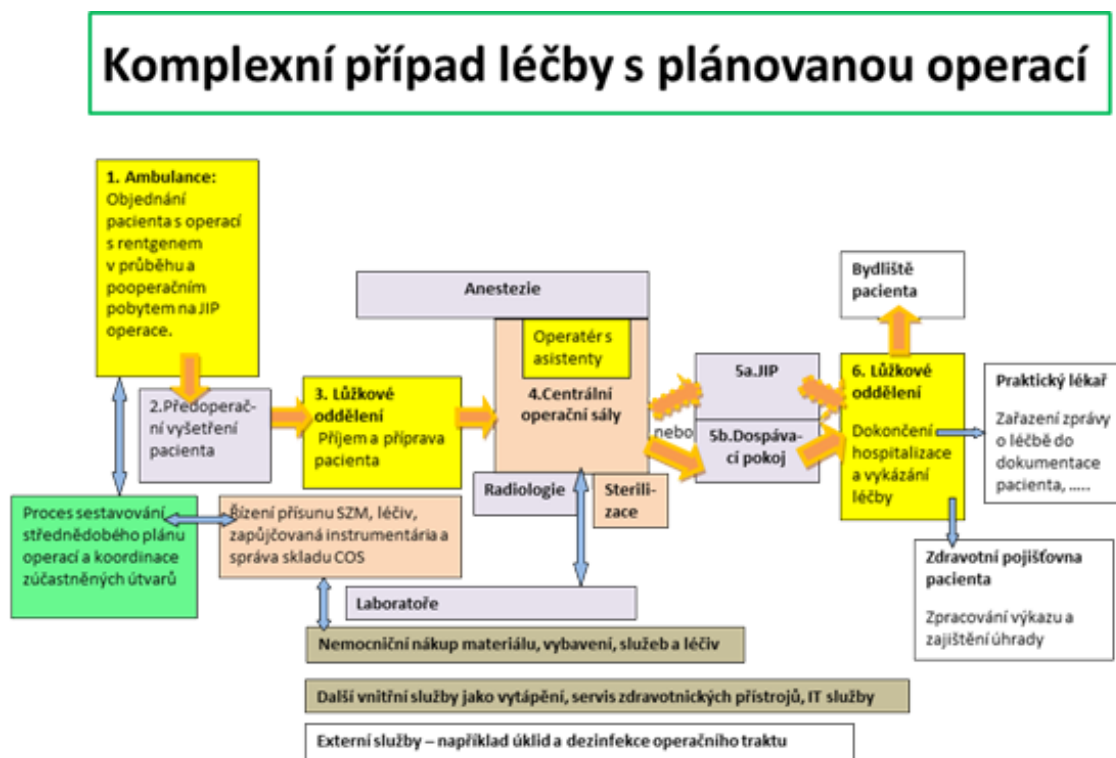 Komplexní případ léčby s plánovanou operací
1. Ambulance:
Objednání
pacienta s operací
s rentgenem
v průběhu a
pooperačním
pobytem na JIP
operace.
2.Předoperač-
ní vyšetření
pacienta
3. Lůžkové
oddělení
Příjem a příprava
pacienta
Anestezie
Operatér s
asistenty
4.Centrální
operační sály
Radiologie
Sterili-
zace
nebo
5a.JIP
5b.Dospáva-
cí pokoj
6. Lůžkové
oddělení
Dokončení
hospitalizace
a vykázání
léčby
Bydliště
pacienta
Praktický lékař
Zařazení zprávy
o léčbě do
dokumentace
pacienta, .....
Zdravotní pojišťovna
pacienta
Zpracování výkazu a
zajištění úhrady
Proces sestavování
střednědobého plánu
operací a koordinace
zúčastněných útvarů
Řízení přísunu SZM, léčiv,
zapůjčovaná instrumentária a
správa skladu COS
Laboratoře
Nemocniční nákup materiálu, vybavení, služeb a léčiv
Další vnitřní služby jako vytápění, servis zdravotnických přístrojů, IT služby
Externí služby – například úklid a dezinfekce operačního traktu